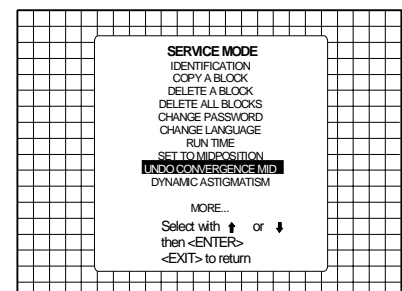 SERVICE MODE
IDENTIFICATION
COPY A BLOCK
DELETE A BLOCK
DELETE ALL BLOCKS
CHANGE PASSWORD
CHANGE LANGUAGE
RUN TIME
SET TO MIDPOSITION
UNDO CONVERGENCE MID
DYNAMIC ASTIGMATISM
MORE...
Select with ↑ or ↓
then <ENTER>
<EXIT> to return